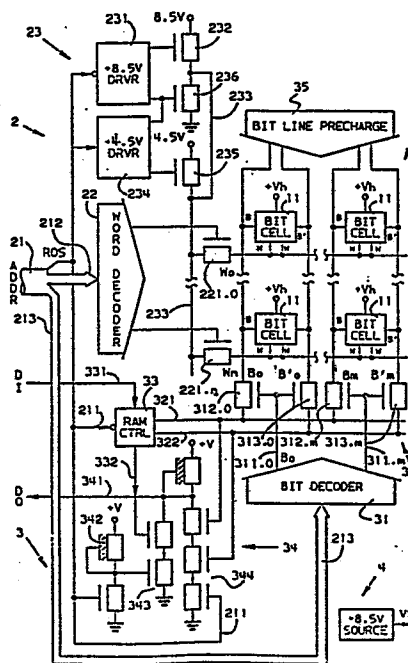 231
8.5V
23
+8.5V DRVR
232
236
35
233
BIT LINE PRECHARGE
2
+4.5V DRVR
4.5V
235
234
+Vh
+Vh
22
11
11
212
B
BIT CELL
B'
B
BIT CELL
B'
21
ROS
W
W
W
W
ADDR
WORD DECODER
Wo
221.0
+Vh
+Vh
11
11
213
233
B
BIT CELL
B'
B
BIT CELL
B'
W
W
W
W
Wn
DI
331
221.n
Bo
B'o
Bm
B'm
33
312.0
211
RAM CTRL
321
322
+V
313.0
312.m
313.m
332
311.0
Bo
311.m
DO
341
BIT DECODER
31
+V
342
34
3
213
4
343
344
211
+8.5V SOURCE